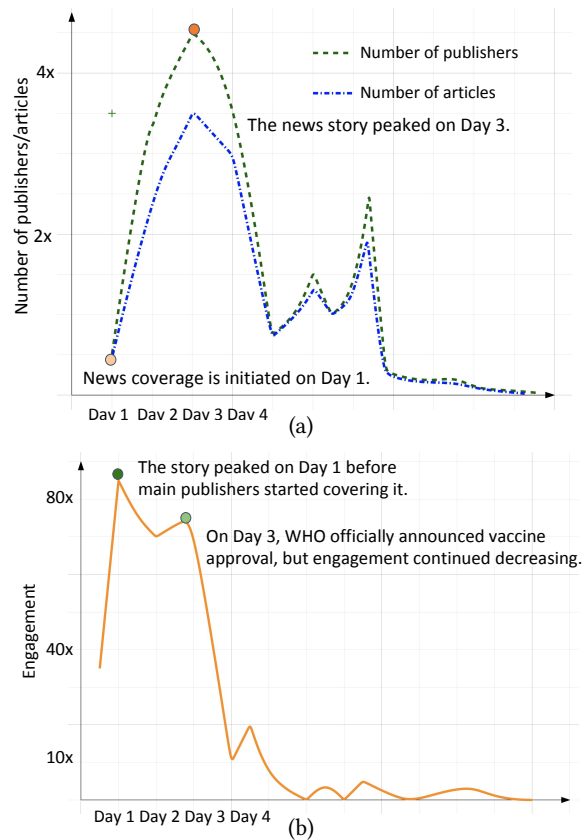 4x
Number of publishers
Number of articles
The news story peaked on Day 3.
Number of publishers/articles
2x
News coverage is initiated on Day 1.
Day 1 Day 2 Day 3 Day 4
(a)
The story peaked on Day 1 before
main publishers started covering it.
80x
On Day 3, WHO officially announced vaccine
approval, but engagement continued decreasing.
Engagement
40x
10x
Day 1 Day 2 Day 3 Day 4
(b)